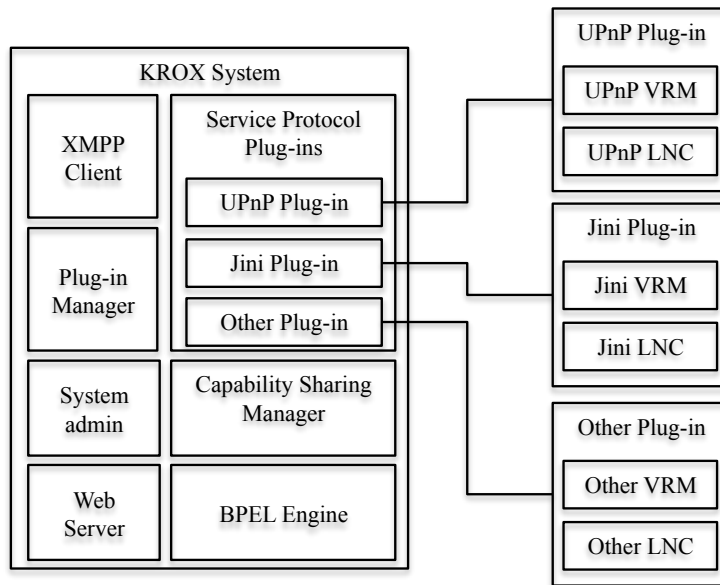 KROX System
XMPP
Client
Service Protocol
Plug-ins
UPnP Plug-in
Jini Plug-in
Other Plug-in
Plug-in
Manager
System
admin
Capability Sharing
Manager
Web
Server
BPEL Engine
UPnP Plug-in
UPnP VRM
UPnP LNC
Jini Plug-in
Jini VRM
Jini LNC
Other Plug-in
Other VRM
Other LNC